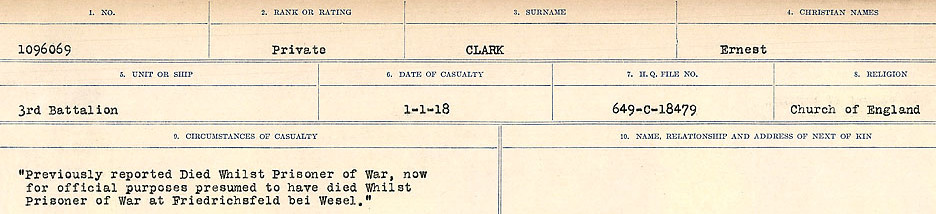 1. NO. 2. RANK OR RATING 3. SURNAME 4. CHRISTIAN NAMES
1096069 Private CLARK Ernest
5. UNIT OR SHIP 6. DATE OF CASUALTY 7. H.Q. FILE NO. 8. RELIGION
3rd Battalion 1-1-18 649-C-18479 Church of England
9. CIRCUMSTANCES OF CASUALTY 10. NAME, RELATIONSHIP AND ADDRESS OF NEXT OF KIN
"Previously reported Died Whilst Prisoner of War, now
for official purposes presumed to have died Whilst
Prisoner of War at Friedrichsfeld bei Wesel."